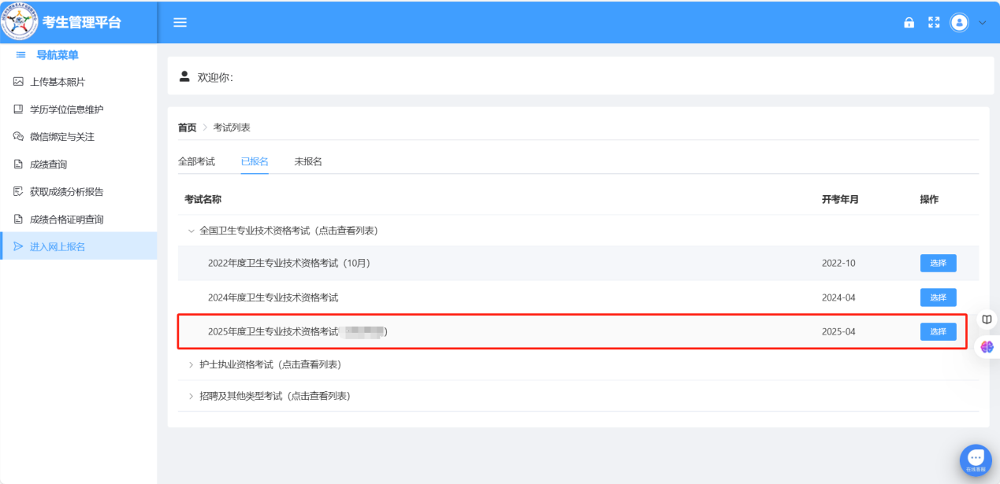 考生管理平台
导航菜单
上传基本照片
学历学位信息维护
微信绑定与关注
成绩查询
获取成绩分析报告
成绩合格证明查询
进入网上报名
欢迎你:
首页 > 考试列表
全部考试 已报名 未报名
考试名称 开考年月 操作
全国卫生专业技术资格考试（点击查看列表）
2022年度卫生专业技术资格考试（10月） 2022-10 选择
2024年度卫生专业技术资格考试 2024-04 选择
2025年度卫生专业技术资格考试( ) 2025-04 选择
护士执业资格考试（点击查看列表）
招聘及其他类型考试（点击查看列表）
在线客服